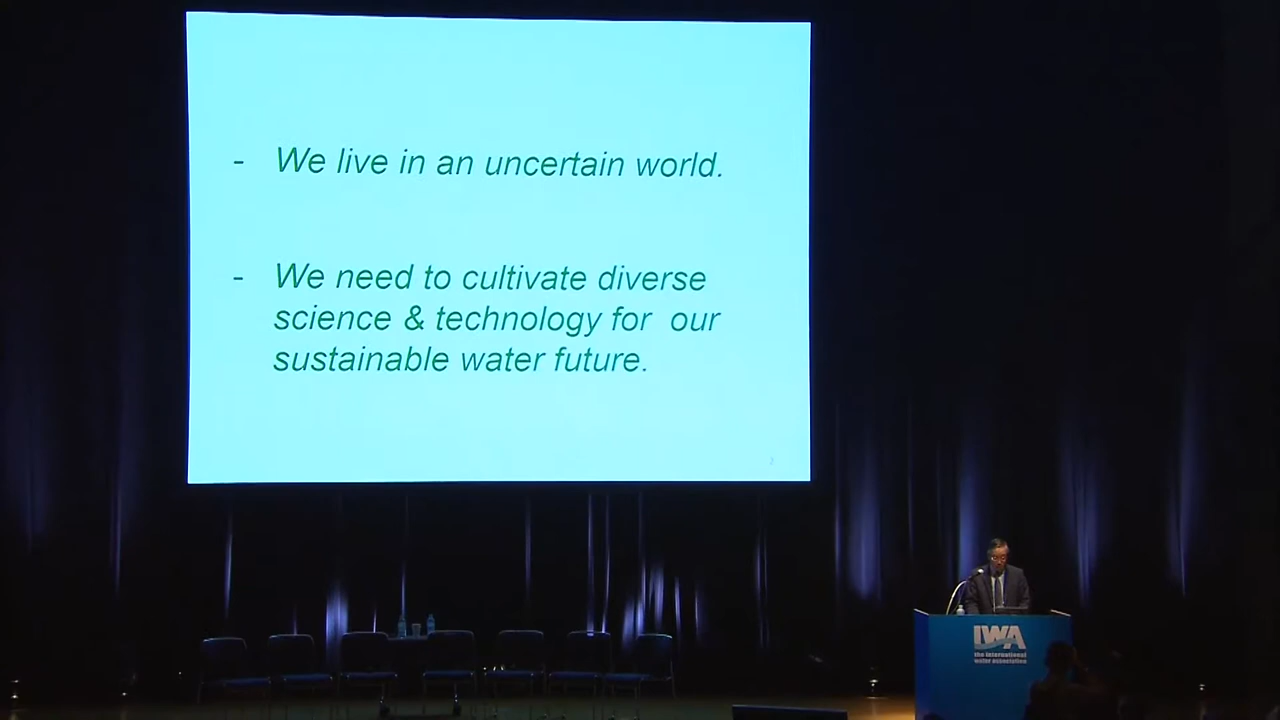 - We live in an uncertain world.
- We need to cultivate diverse
science & technology for our
sustainable water future.
2
IWA
the international
water association